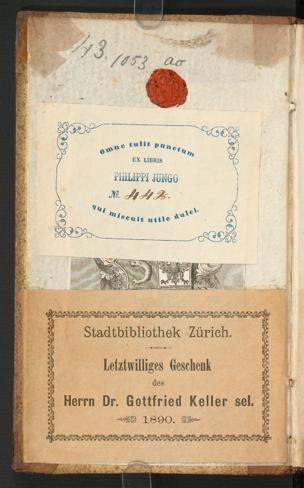 1053 ao
Omne tulit punctum
EX LIBRIS
PHILIPPI JUNGO
№ 442.
qui miscuit utile dulci.
Stadtbibliothek Zürich.
Letztwilliges Geschenk
des
Herrn Dr. Gottfried Keller sel.
1890.